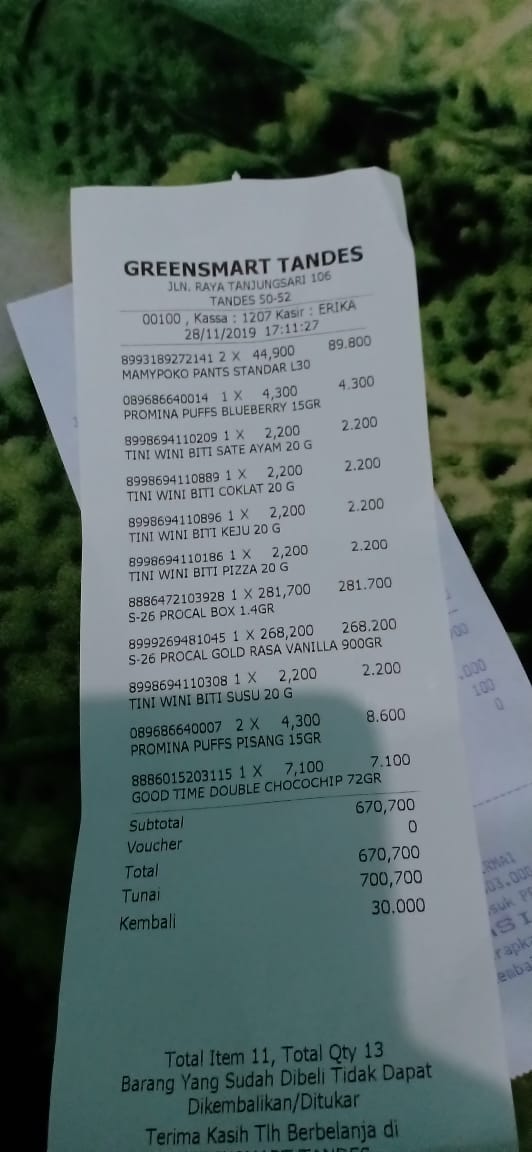 GREENSMART TANDES
JLN. RAYA TANJUNGSARI 106
TANDES 50-52
00100 , Kassa : 1207 Kasir : ERIKA
28/11/2019 17:11:27
8993189272141 2 X 44,900 89.800
MAMYPOKO PANTS STANDAR L30
089686640014 1 X 4,300 4.300
PROMINA PUFFS BLUEBERRY 15GR
8998694110209 1 X 2,200 2.200
TINI WINI BITI SATE AYAM 20 G
8998694110889 1 X 2,200 2.200
TINI WINI BITI COKLAT 20 G
8998694110896 1 X 2,200 2.200
TINI WINI BITI KEJU 20 G
8998694110186 1 X 2,200 2.200
TINI WINI BITI PIZZA 20 G
8886472103928 1 X 281,700 281.700
S-26 PROCAL BOX 1.4GR
8999269481045 1 X 268,200 268.200
S-26 PROCAL GOLD RASA VANILLA 900GR
8998694110308 1 X 2,200 2.200
TINI WINI BITI SUSU 20 G
089686640007 2 X 4,300 8.600
PROMINA PUFFS PISANG 15GR
8886015203115 1 X 7,100 7.100
GOOD TIME DOUBLE CHOCOCHIP 72GR
Subtotal 670,700
Voucher 0
Total 670,700
Tunai 700,700
Kembali 30.000
Total Item 11, Total Qty 13
Barang Yang Sudah Dibeli Tidak Dapat
Dikembalikan/Ditukar
Terima Kasih Tlh Berbelanja di
.000
100
0